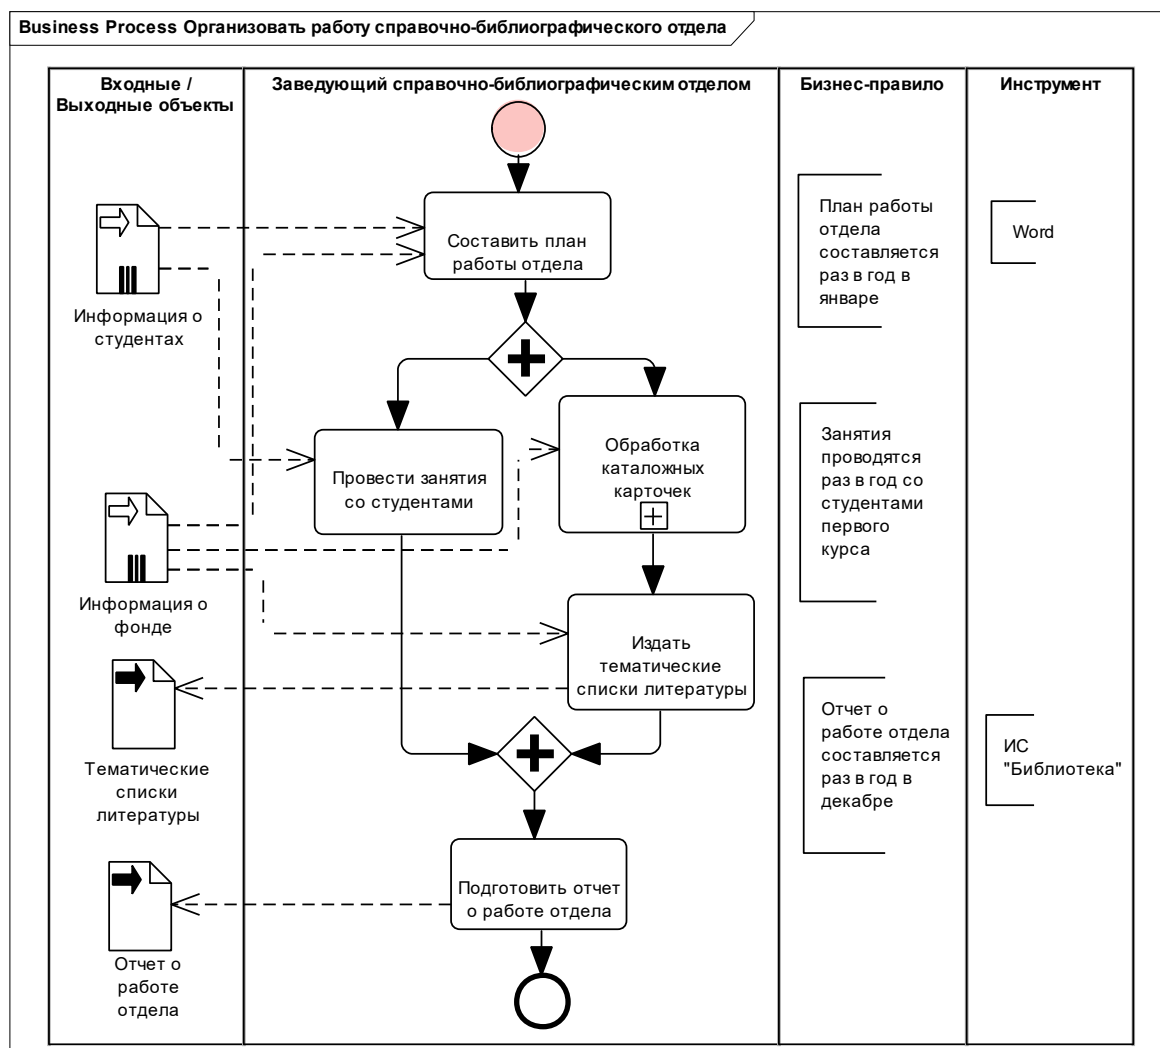 Business Process Организовать работу справочно-библиографического отдела
Входные /
Выходные объекты
Заведующий справочно-библиографическим отделом
Бизнес-правило
Инструмент
Составить план
работы отдела
План работы
отдела
составляется
раз в год в
январе
Word
Информация о
студентах
Провести занятия
со студентами
Обработка
каталожных
карточек
Занятия
проводятся
раз в год со
студентами
первого
курса
Информация о
фонде
Издать
тематические
списки литературы
Тематические
списки
литературы
Отчет о
работе отдела
составляется
раз в год в
декабре
ИС
"Библиотека"
Подготовить отчет
о работе отдела
Отчет о
работе
отдела